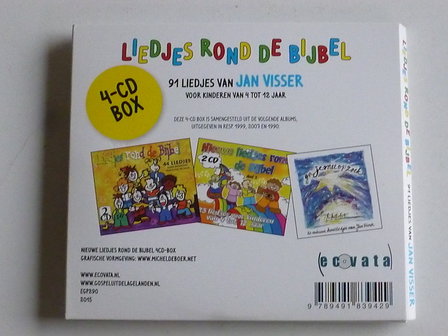 LIEDJES ROND DE BIJBEL
4-CD
BOX
91 LIEDJES VAN JAN VISSER
VOOR KINDEREN VAN 4 TOT 12 JAAR
DEZE 4-CD BOX IS SAMENGESTELD UIT DE VOLGENDE ALBUMS,
UITGEGEVEN IN RESP. 1999, 2007 EN 1990.
Liedjes rond de Bijbel
44 LIEDJES
Nieuwe liedjes rond
de bijbel
2 CD
NIEUWE LIEDJES ROND DE BIJBEL 4CD-BOX
GRAFISCHE VORMGEVING: WWW.MICHELDEBOER.NET
WWW.ECOVATA.NL
WWW.GOSPELUITDELAGELANDEN.NL
EGP390
2015
(ecovata)
9 789491 839429
LIEDJES ROND DE BIJBEL 91 LIEDJES VAN JAN VISSER